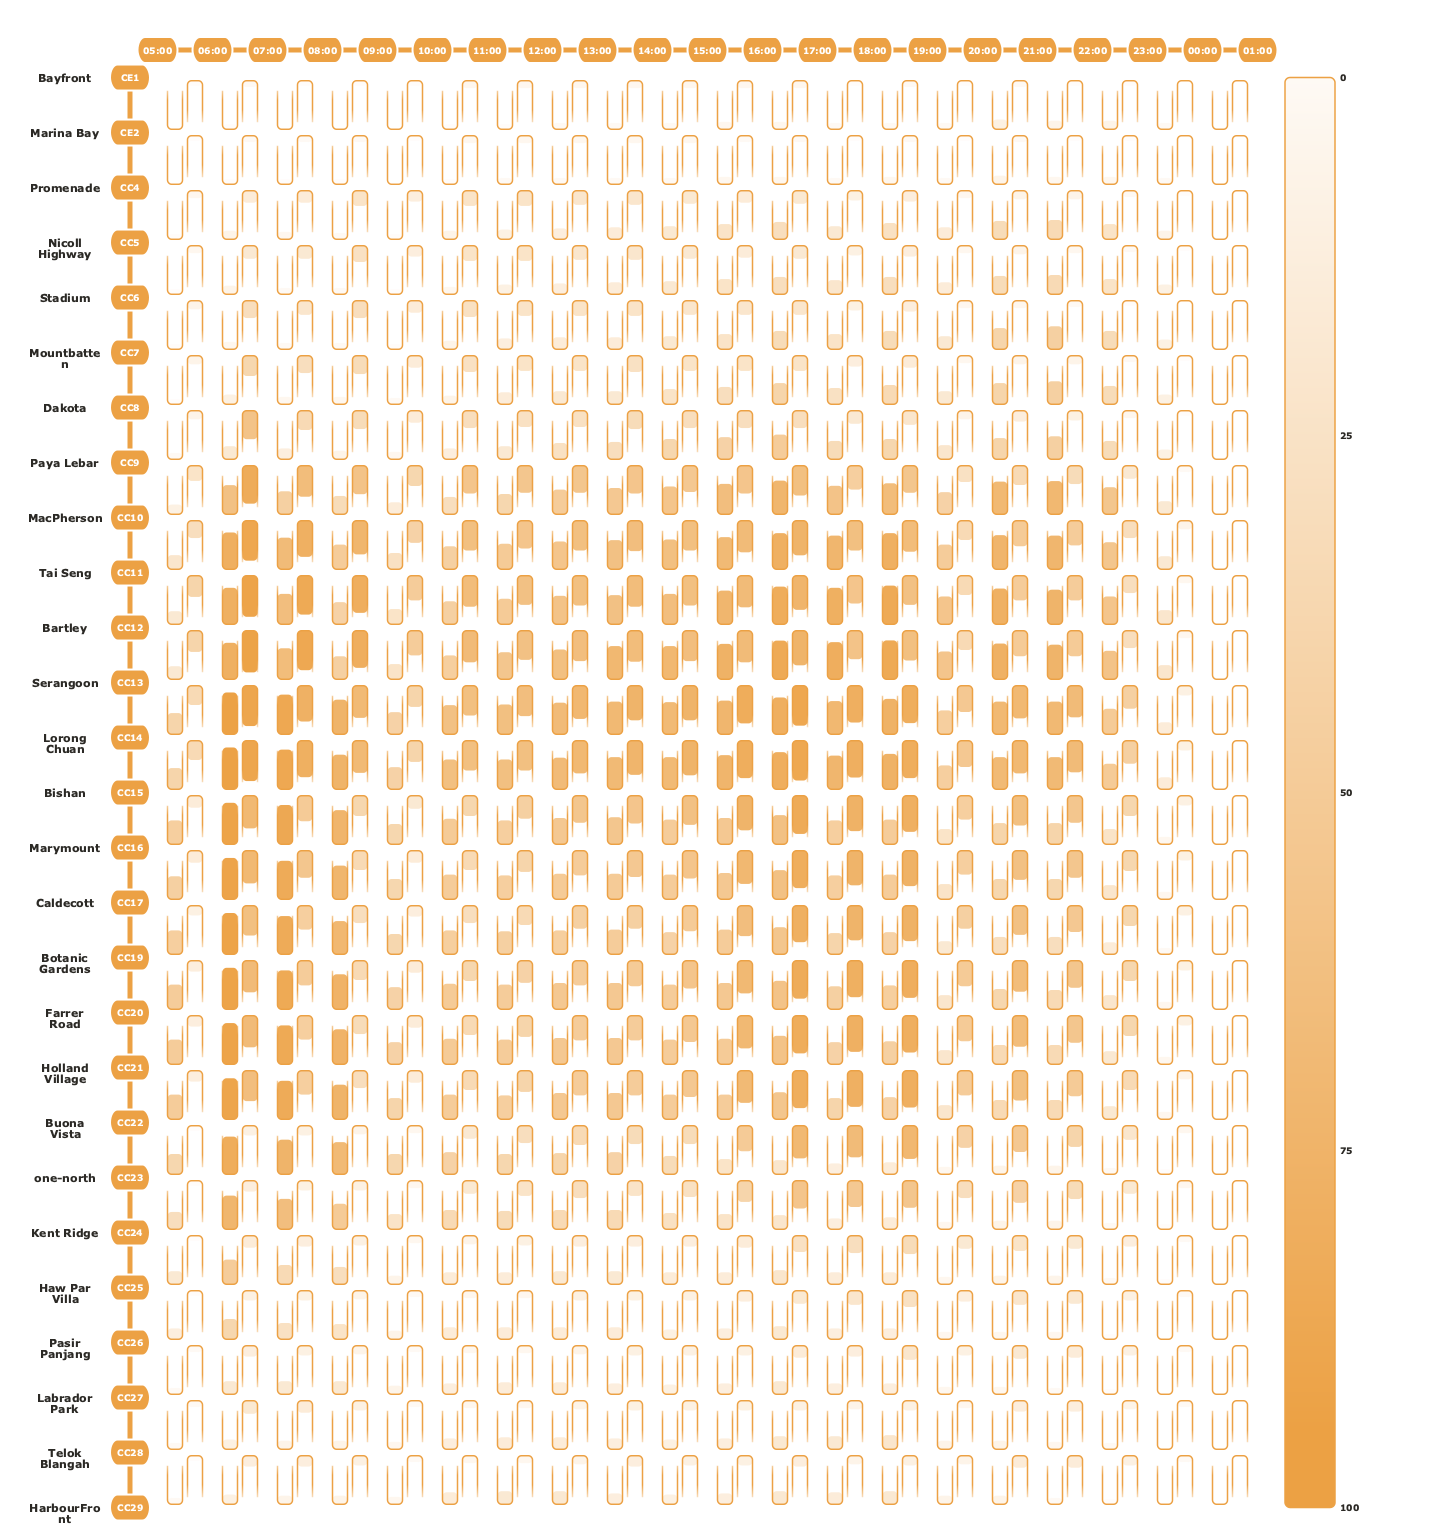 05:00 06:00 07:00 08:00 09:00 10:00 11:00 12:00 13:00 14:00 15:00 16:00 17:00 18:00 19:00 20:00 21:00 22:00 23:00 00:00 01:00
Bayfront CE1 0
Marina Bay CE2
Promenade CC4
Nicoll
Highway CC5
Stadium CC6
Mountbatte
n CC7
Dakota CC8
25
Paya Lebar CC9
MacPherson CC10
Tai Seng CC11
Bartley CC12
Serangoon CC13
Lorong
Chuan CC14
Bishan CC15 50
Marymount CC16
Caldecott CC17
Botanic
Gardens CC19
Farrer
Road CC20
Holland
Village CC21
Buona
Vista CC22
75
one-north CC23
Kent Ridge CC24
Haw Par
Villa CC25
Pasir
Panjang CC26
Labrador
Park CC27
Telok
Blangah CC28
HarbourFro
nt CC29 100